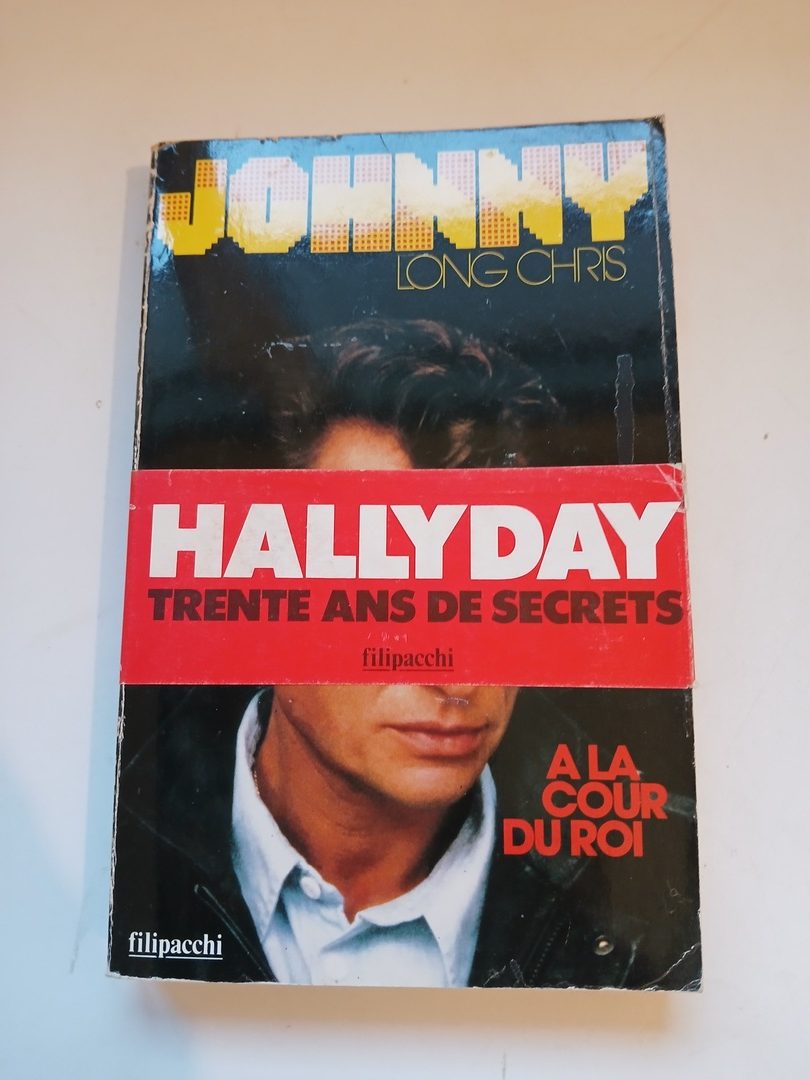 JOHNNY
LONG CHRIS
HALLYDAY
TRENTE ANS DE SECRETS
filipacchi
A LA
COUR
DU ROI
filipacchi